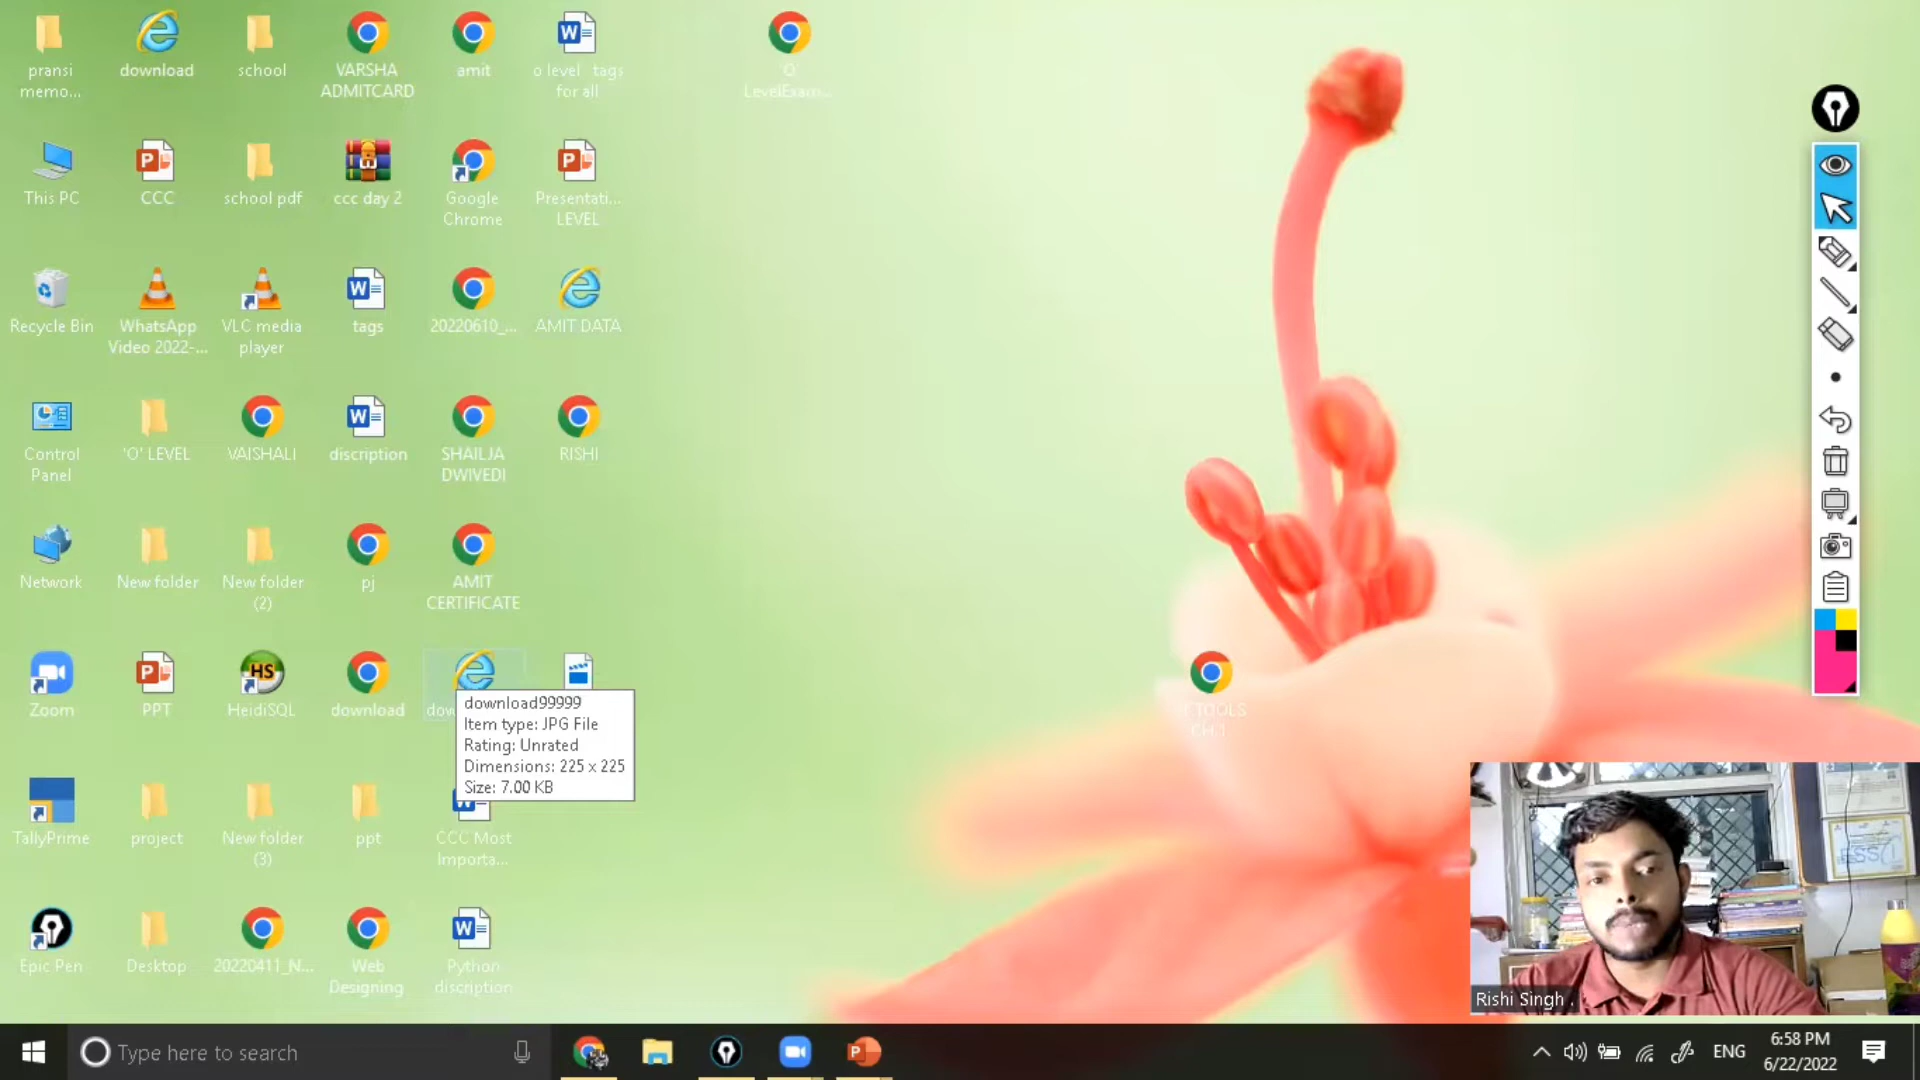 pransi
memo...
download
school
VARSHA
ADMITCARD
amit
o level tags
for all
'O
LevelExam...
This PC
CCC
school pdf
ccc day 2
Google
Chrome
Presentati...
LEVEL
Recycle Bin
WhatsApp
Video 2022-...
VLC media
player
tags
20220610_...
AMIT DATA
Control
Panel
'O' LEVEL
VAISHALI
discription
SHAILJA
DWIVEDI
RISHI
Network
New folder
New folder
(2)
pj
AMIT
CERTIFICATE
Zoom
PPT
HS
HeidiSQL
download
download99999
Item type: JPG File
Rating: Unrated
Dimensions: 225 x 225
Size: 7.00 KB
TOOLS
TallyPrime
project
New folder
(3)
ppt
CCC Most
Importa...
Epic Pen
Desktop
20220411_N...
Web
Designing
Python
discription
Rishi Singh .
Type here to search
ENG
6:58 PM
6/22/2022